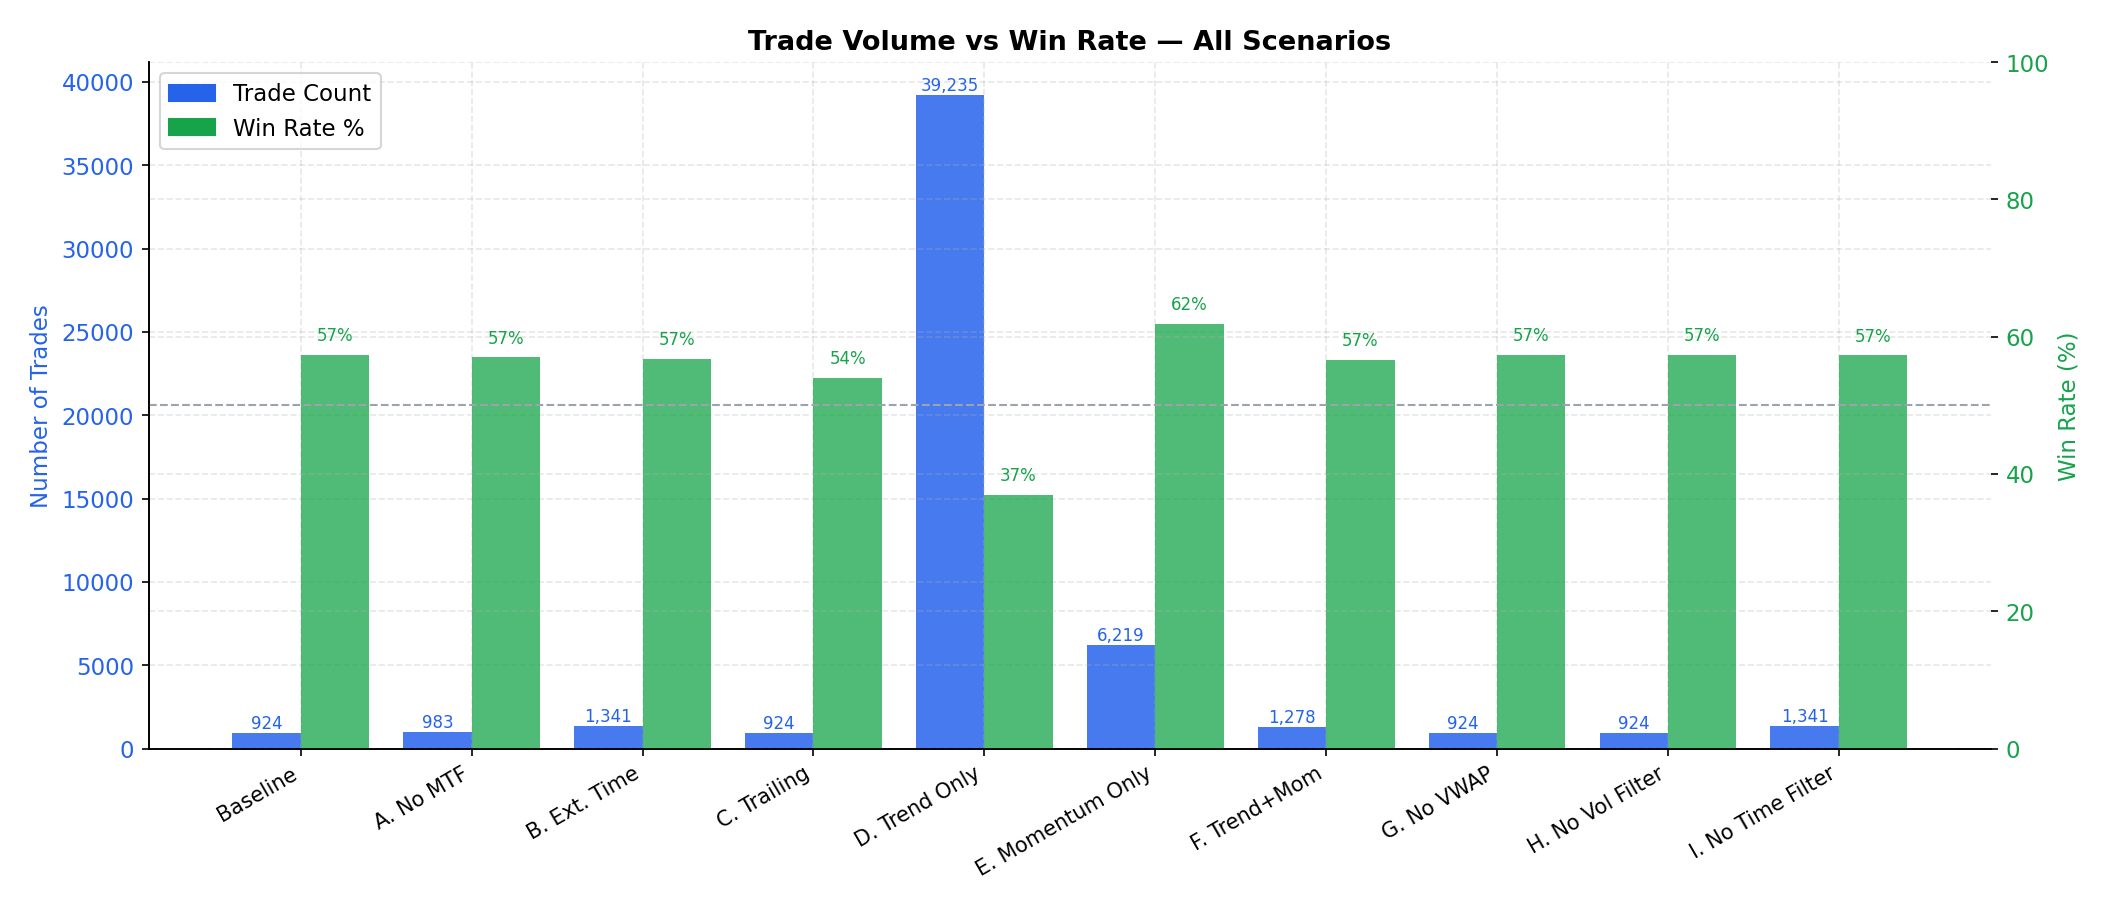 Trade Volume vs Win Rate — All Scenarios
Trade Count
Win Rate %
Number of Trades
40000
35000
30000
25000
20000
15000
10000
5000
0
100
80
60
40
20
0
Win Rate (%)
924
57%
983
57%
1,341
57%
924
54%
39,235
37%
6,219
62%
1,278
57%
924
57%
924
57%
1,341
57%
Baseline
A. No MTF
B. Ext. Time
C. Trailing
D. Trend Only
E. Momentum Only
F. Trend+Mom
G. No VWAP
H. No Vol Filter
I. No Time Filter